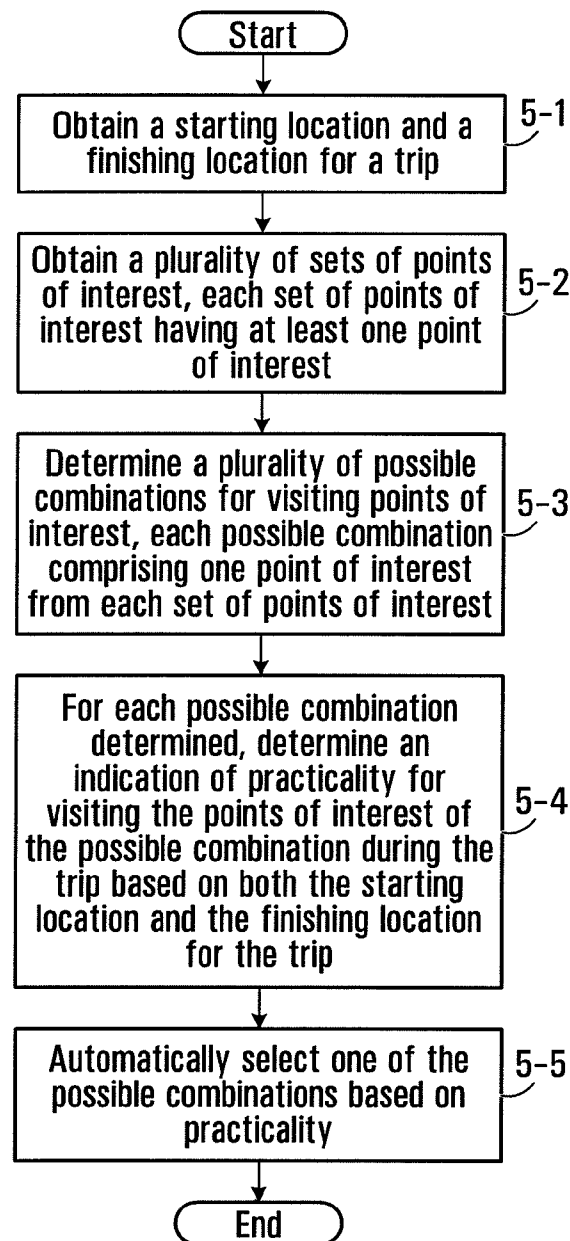 Start
Obtain a starting location and a
finishing location for a trip
5-1
Obtain a plurality of sets of points
of interest, each set of points of
interest having at least one point
of interest
5-2
Determine a plurality of possible
combinations for visiting points of
interest, each possible combination
comprising one point of interest
from each set of points of interest
5-3
For each possible combination
determined, determine an
indication of practicality for
visiting the points of interest of
the possible combination during the
trip based on both the starting
location and the finishing location
for the trip
5-4
Automatically select one of the
possible combinations based on
practicality
5-5
End